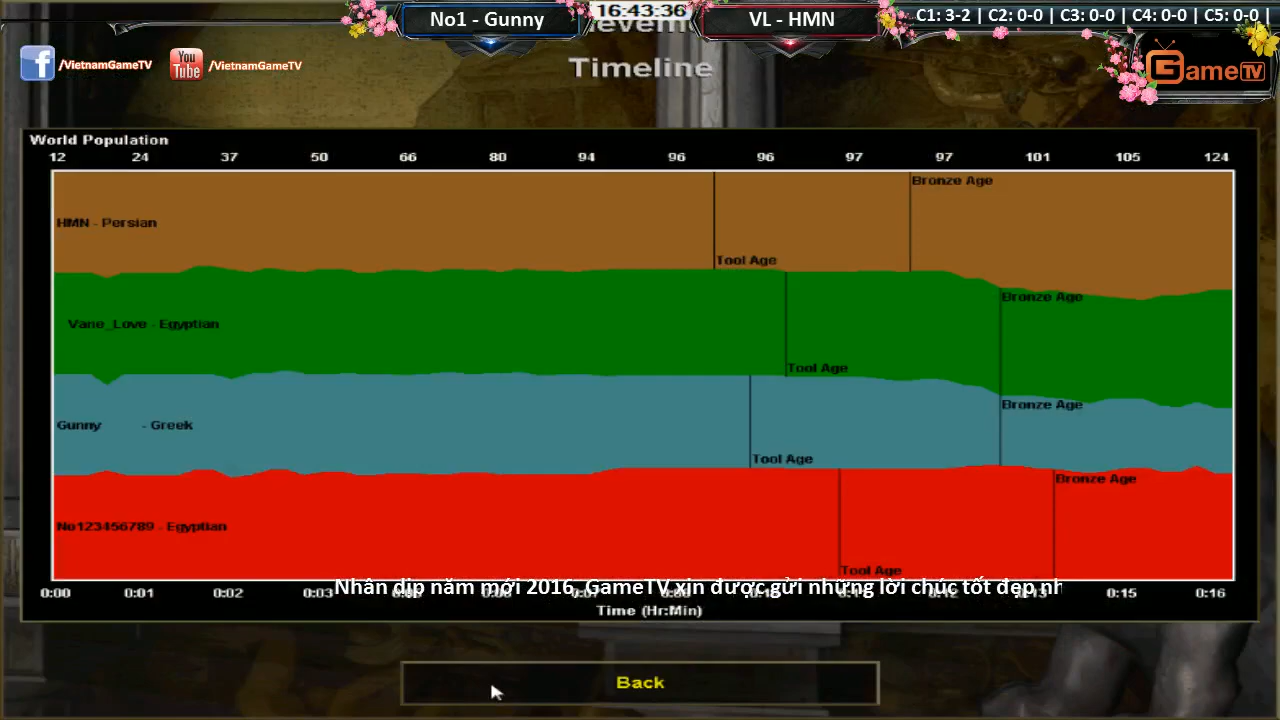 No1 - Gunny
16:43:36
VL - HMN
C1: 3-2 | C2: 0-0 | C3: 0-0 | C4: 0-0 | C5: 0-0 |
/VietnamGameTV
You Tube
/VietnamGameTV
GameTV
Timeline
World Population
12 24 37 50 66 80 94 96 96 97 97 101 105 124
Bronze Age
HMN - Persian
Tool Age
Bronze Age
Vane_Love - Egyptian
Tool Age
Bronze Age
Gunny - Greek
Tool Age
Bronze Age
No123456789 - Egyptian
Tool Age
Nhân dịp năm mới 2016, GameTV xin được gửi những lời chúc tốt đẹp nh
0:00 0:01 0:02 0:03 0:15 0:16
Time (Hr:Min)
Back